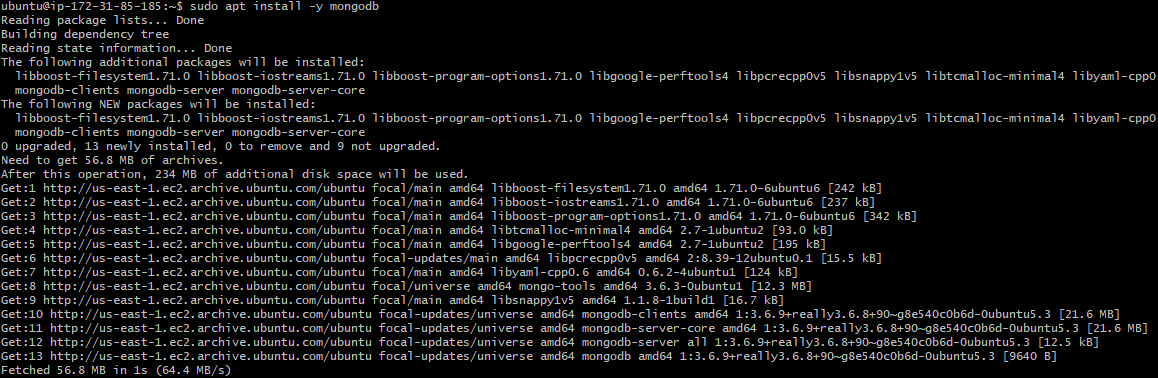 ubuntu@ip-172-31-85-185:~$ sudo apt install -y mongodb
Reading package lists... Done
Building dependency tree
Reading state information... Done
The following additional packages will be installed:
  libboost-filesystem1.71.0 libboost-iostreams1.71.0 libboost-program-options1.71.0 libgoogle-perftools4 libpcrecpp0v5 libsnappy1v5 libtcmalloc-minimal4 libyaml-cpp0.
  mongodb-clients mongodb-server mongodb-server-core
The following NEW packages will be installed:
  libboost-filesystem1.71.0 libboost-iostreams1.71.0 libboost-program-options1.71.0 libgoogle-perftools4 libpcrecpp0v5 libsnappy1v5 libtcmalloc-minimal4 libyaml-cpp0.
  mongodb-clients mongodb-server mongodb-server-core
0 upgraded, 13 newly installed, 0 to remove and 9 not upgraded.
Need to get 56.8 MB of archives.
After this operation, 234 MB of additional disk space will be used.
Get:1 http://us-east-1.ec2.archive.ubuntu.com/ubuntu focal/main amd64 libboost-filesystem1.71.0 amd64 1.71.0-6ubuntu6 [242 kB]
Get:2 http://us-east-1.ec2.archive.ubuntu.com/ubuntu focal/main amd64 libboost-iostreams1.71.0 amd64 1.71.0-6ubuntu6 [237 kB]
Get:3 http://us-east-1.ec2.archive.ubuntu.com/ubuntu focal/main amd64 libboost-program-options1.71.0 amd64 1.71.0-6ubuntu6 [342 kB]
Get:4 http://us-east-1.ec2.archive.ubuntu.com/ubuntu focal/main amd64 libtcmalloc-minimal4 amd64 2.7-1ubuntu2 [93.0 kB]
Get:5 http://us-east-1.ec2.archive.ubuntu.com/ubuntu focal/main amd64 libgoogle-perftools4 amd64 2.7-1ubuntu2 [195 kB]
Get:6 http://us-east-1.ec2.archive.ubuntu.com/ubuntu focal-updates/main amd64 libpcrecpp0v5 amd64 2:8.39-12ubuntu0.1 [15.5 kB]
Get:7 http://us-east-1.ec2.archive.ubuntu.com/ubuntu focal/main amd64 libyaml-cpp0.6 amd64 0.6.2-4ubuntu1 [124 kB]
Get:8 http://us-east-1.ec2.archive.ubuntu.com/ubuntu focal/universe amd64 mongo-tools amd64 3.6.3-0ubuntu1 [12.3 MB]
Get:9 http://us-east-1.ec2.archive.ubuntu.com/ubuntu focal/main amd64 libsnappy1v5 amd64 1.1.8-1build1 [16.7 kB]
Get:10 http://us-east-1.ec2.archive.ubuntu.com/ubuntu focal-updates/universe amd64 mongodb-clients amd64 1:3.6.9+really3.6.8+90~g8e540c0b6d-0ubuntu5.3 [21.6 MB]
Get:11 http://us-east-1.ec2.archive.ubuntu.com/ubuntu focal-updates/universe amd64 mongodb-server-core amd64 1:3.6.9+really3.6.8+90~g8e540c0b6d-0ubuntu5.3 [21.6 MB]
Get:12 http://us-east-1.ec2.archive.ubuntu.com/ubuntu focal-updates/universe amd64 mongodb-server all 1:3.6.9+really3.6.8+90~g8e540c0b6d-0ubuntu5.3 [12.5 kB]
Get:13 http://us-east-1.ec2.archive.ubuntu.com/ubuntu focal-updates/universe amd64 mongodb amd64 1:3.6.9+really3.6.8+90~g8e540c0b6d-0ubuntu5.3 [9640 B]
Fetched 56.8 MB in 1s (64.4 MB/s)